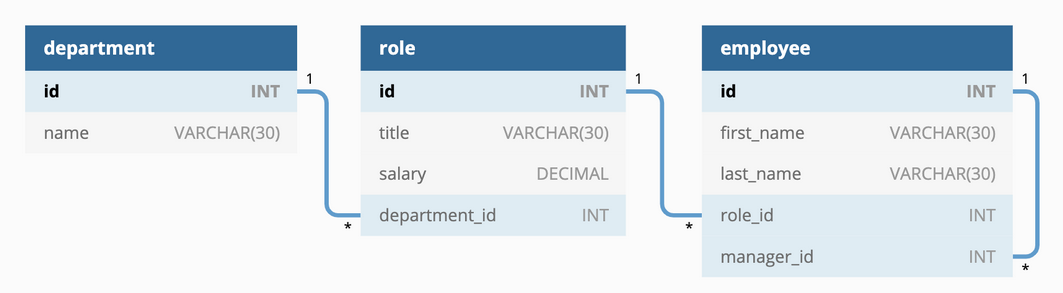 department
id INT
name VARCHAR(30)
1
*
role
id INT
title VARCHAR(30)
salary DECIMAL
department_id INT
1
*
employee
id INT
first_name VARCHAR(30)
last_name VARCHAR(30)
role_id INT
manager_id INT
1
*